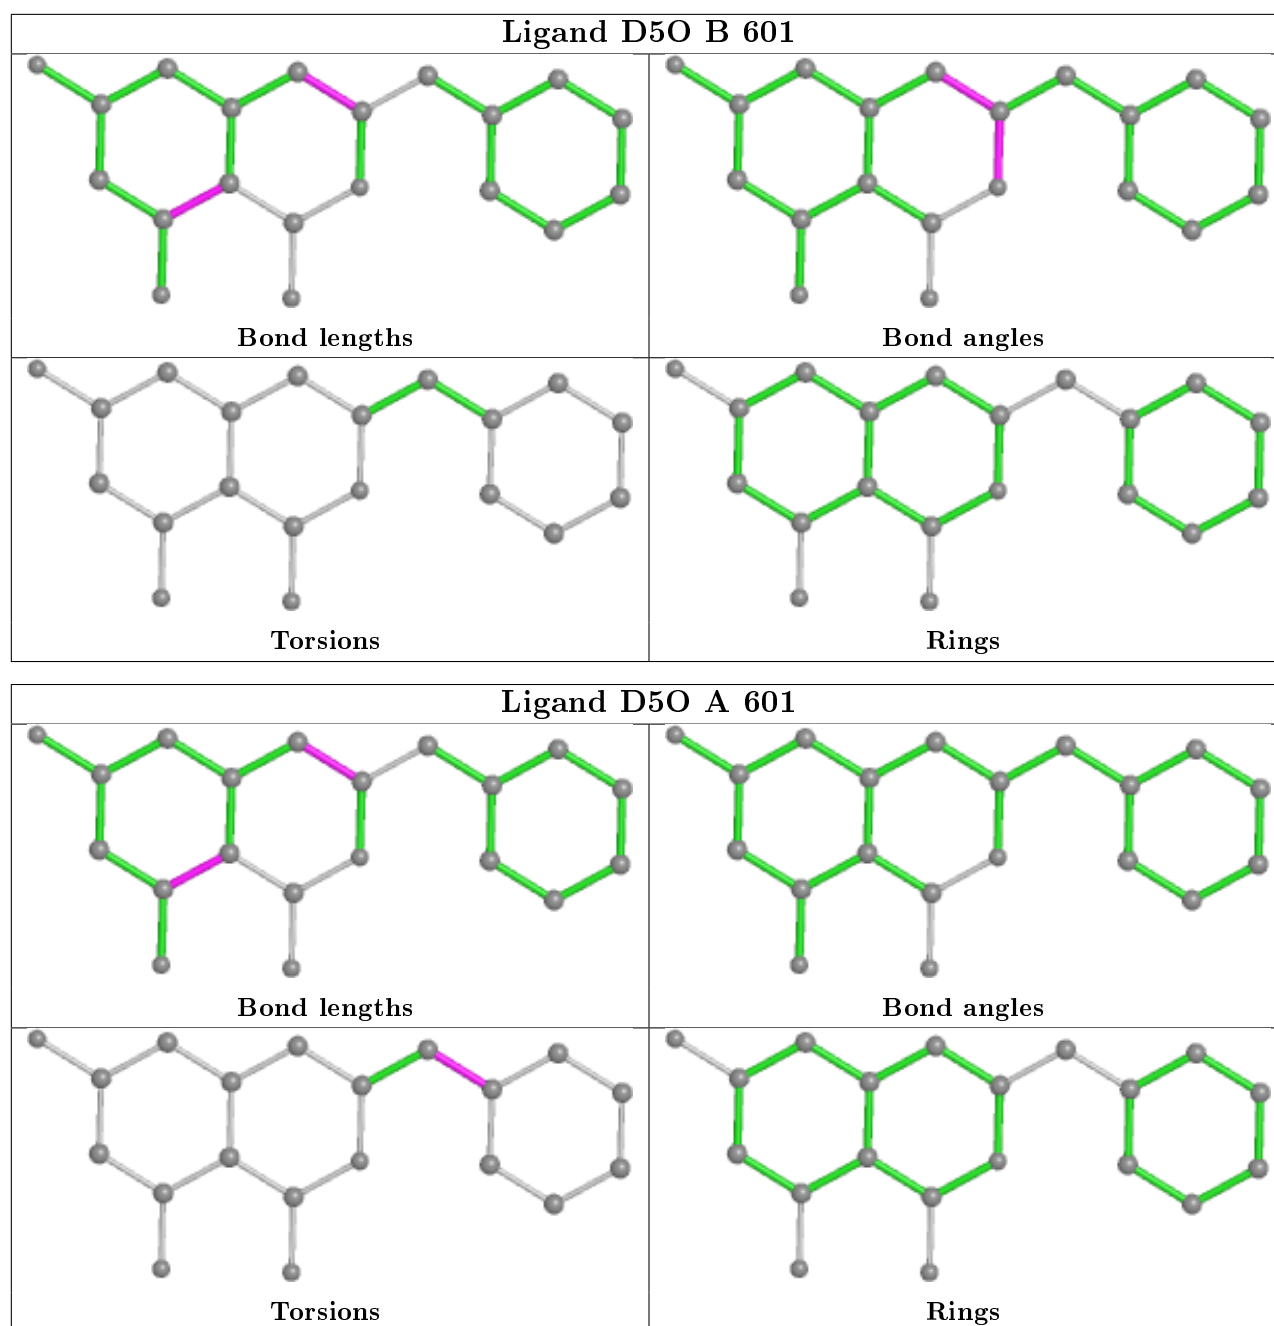 Ligand D5O B 601
Bond lengths
Bond angles
Torsions
Rings
Ligand D5O A 601
Bond lengths
Bond angles
Torsions
Rings